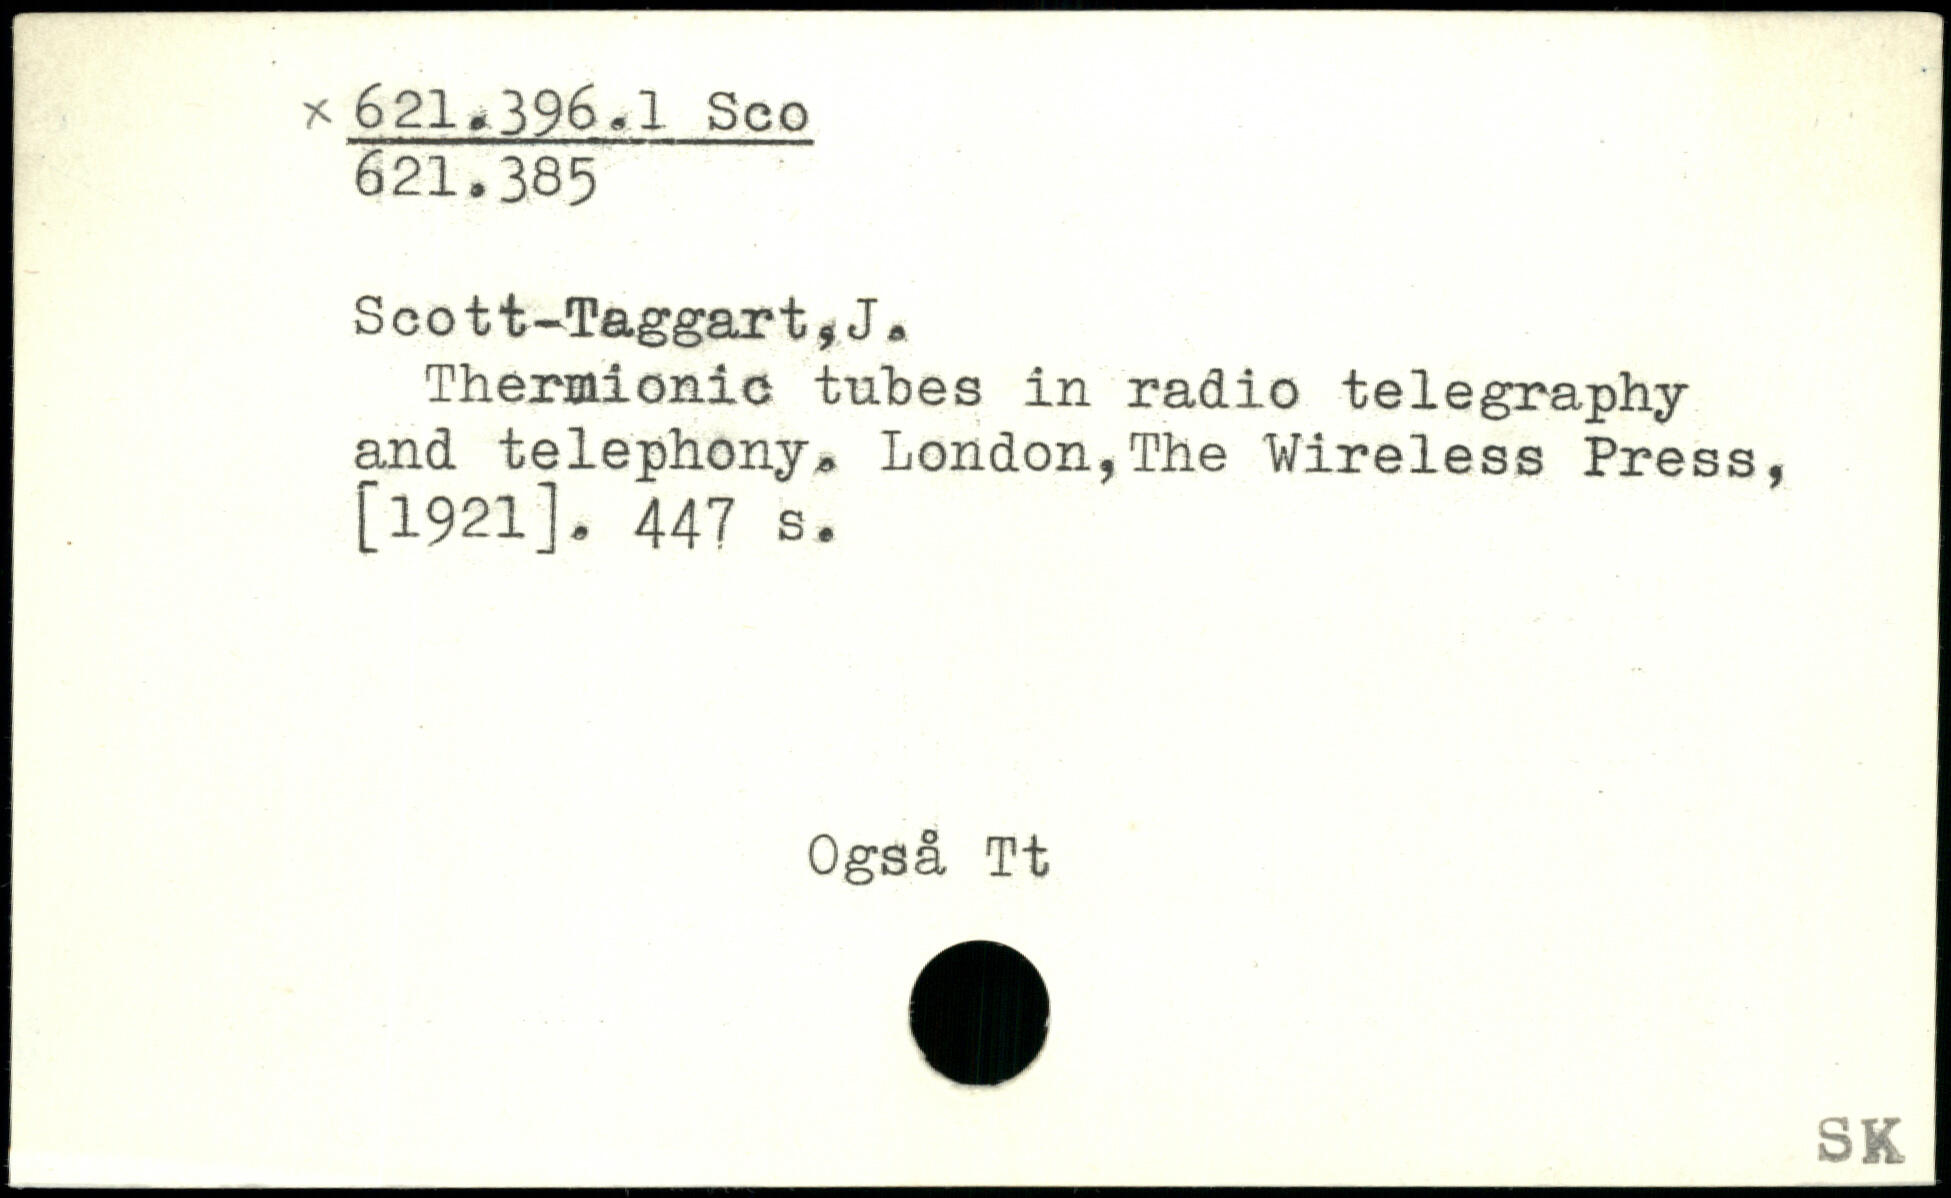 x 621.396.1 Sco
621.385
Scott-Taggart,J.
Thermionic tubes in radio telegraphy
and telephony. London,The Wireless Press,
[1921]. 447 s.
Også Tt
SK